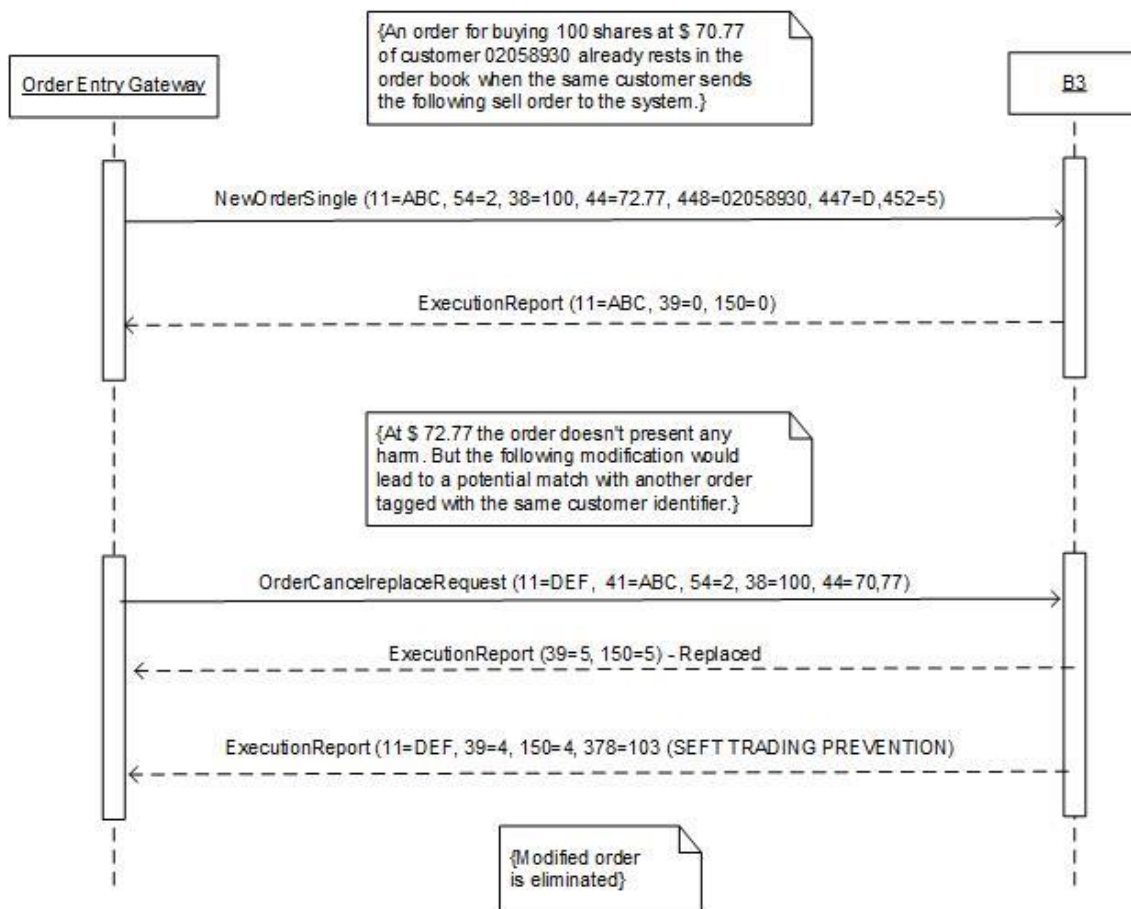 {An order for buying 100 shares at $ 70.77
of customer 02058930 already rests in the
order book when the same customer sends
the following sell order to the system.}
Order Entry Gateway
B3
NewOrderSingle (11=ABC, 54=2, 38=100, 44=72.77, 448=02058930, 447=D,452=5)
ExecutionReport (11=ABC, 39=0, 150=0)
{At $ 72.77 the order doesn't present any
harm. But the following modification would
lead to a potential match with another order
tagged with the same customer identifier.}
OrderCancelreplaceRequest (11=DEF, 41=ABC, 54=2, 38=100, 44=70,77)
ExecutionReport (39=5, 150=5) - Replaced
ExecutionReport (11=DEF, 39=4, 150=4, 378=103 (SEFT TRADING PREVENTION)
{Modified order
is eliminated}